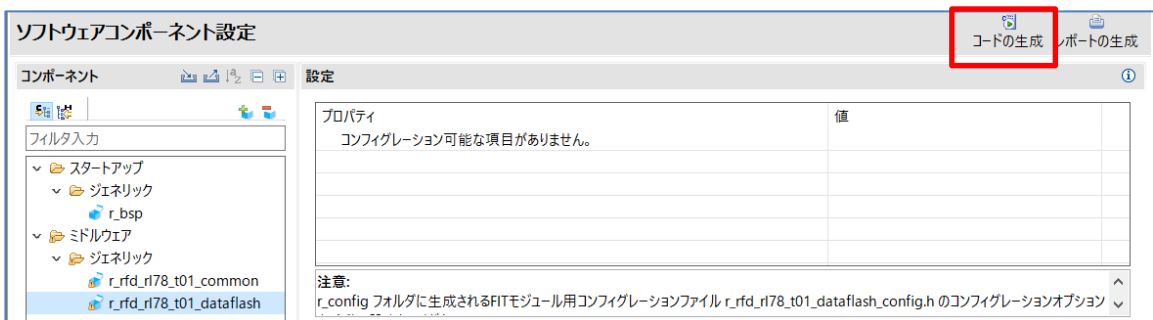 ソフトウェアコンポーネント設定
コードの生成
レポートの生成
コンポーネント
設定
フィルタ入力
スタートアップ
ジェネリック
r_bsp
ミドルウェア
ジェネリック
r_rfd_rl78_t01_common
r_rfd_rl78_t01_dataflash
プロパティ
値
コンフィグレーション可能な項目がありません。
注意:
r_config フォルダに生成されるFITモジュール用コンフィグレーションファイル r_rfd_rl78_t01_dataflash_config.h のコンフィグレーションオプション